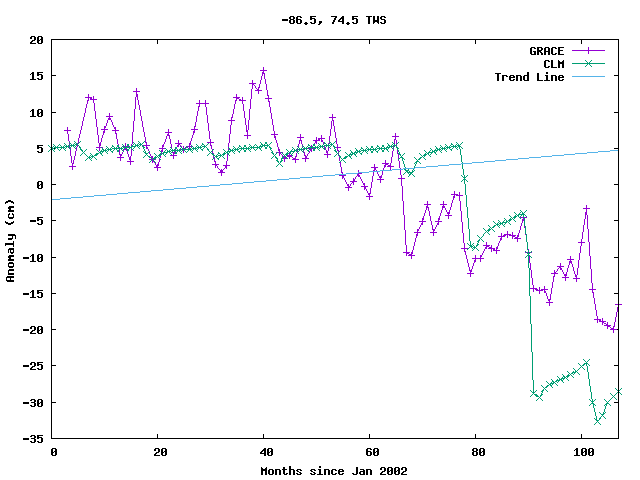 -86.5, 74.5 TWS
GRACE
CLM
Trend Line
20
15
10
5
0
-5
-10
-15
-20
-25
-30
-35
Anomaly (cm)
0 20 40 60 80 100
Months since Jan 2002